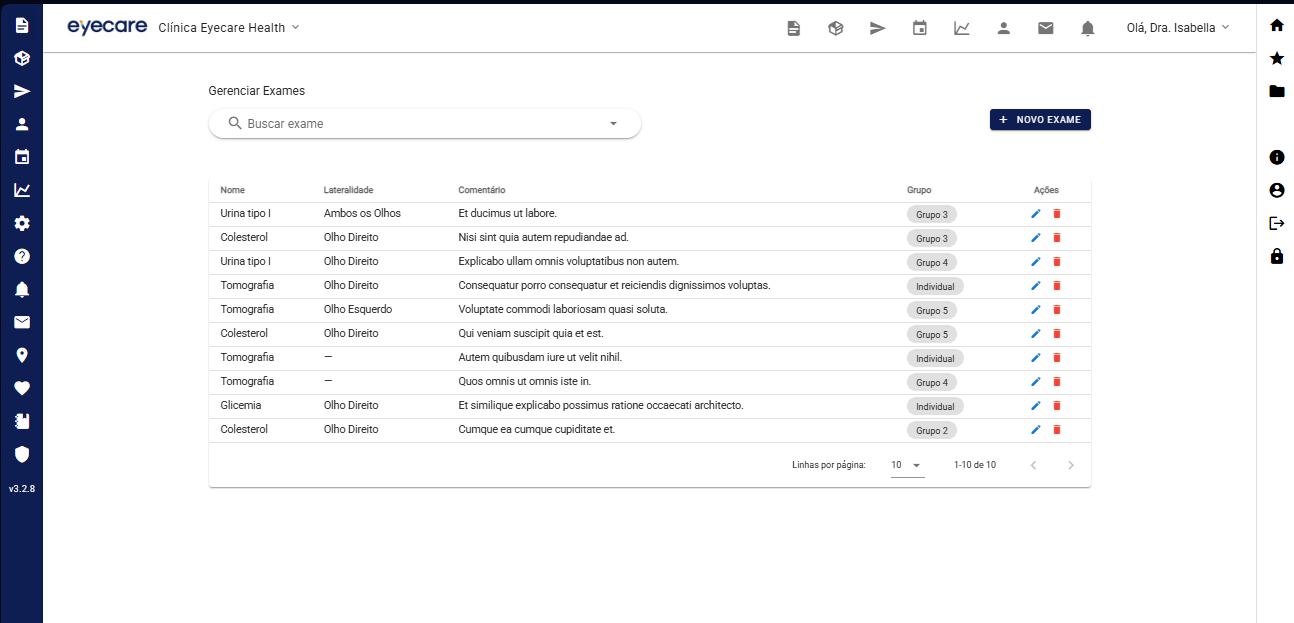 eyecare Clínica Eyecare Health Olá, Dra. Isabella
Gerenciar Exames
Buscar exame
+ NOVO EXAME
Nome Lateralidade Comentário Grupo Ações
Urina tipo I Ambos os Olhos Et ducimus ut labore. Grupo 3
Colesterol Olho Direito Nisi sint quia autem repudiandae ad. Grupo 3
Urina tipo I Olho Direito Explicabo ullam omnis voluptatibus non autem. Grupo 4
Tomografia Olho Direito Consequatur porro consequatur et reiciendis dignissimos voluptas. Individual
Tomografia Olho Esquerdo Voluptate commodi laboriosam quasi soluta. Grupo 5
Colesterol Olho Direito Qui veniam suscipit quia et est. Grupo 5
Tomografia — Autem quibusdam iure ut velit nihil. Individual
Tomografia — Quos omnis ut omnis iste in. Grupo 4
Glicemia Olho Direito Et similique explicabo possimus ratione occaecati architecto. Individual
Colesterol Olho Direito Cumque ea cumque cupiditate et. Grupo 2
Linhas por página: 10 1-10 de 10
v3.2.8